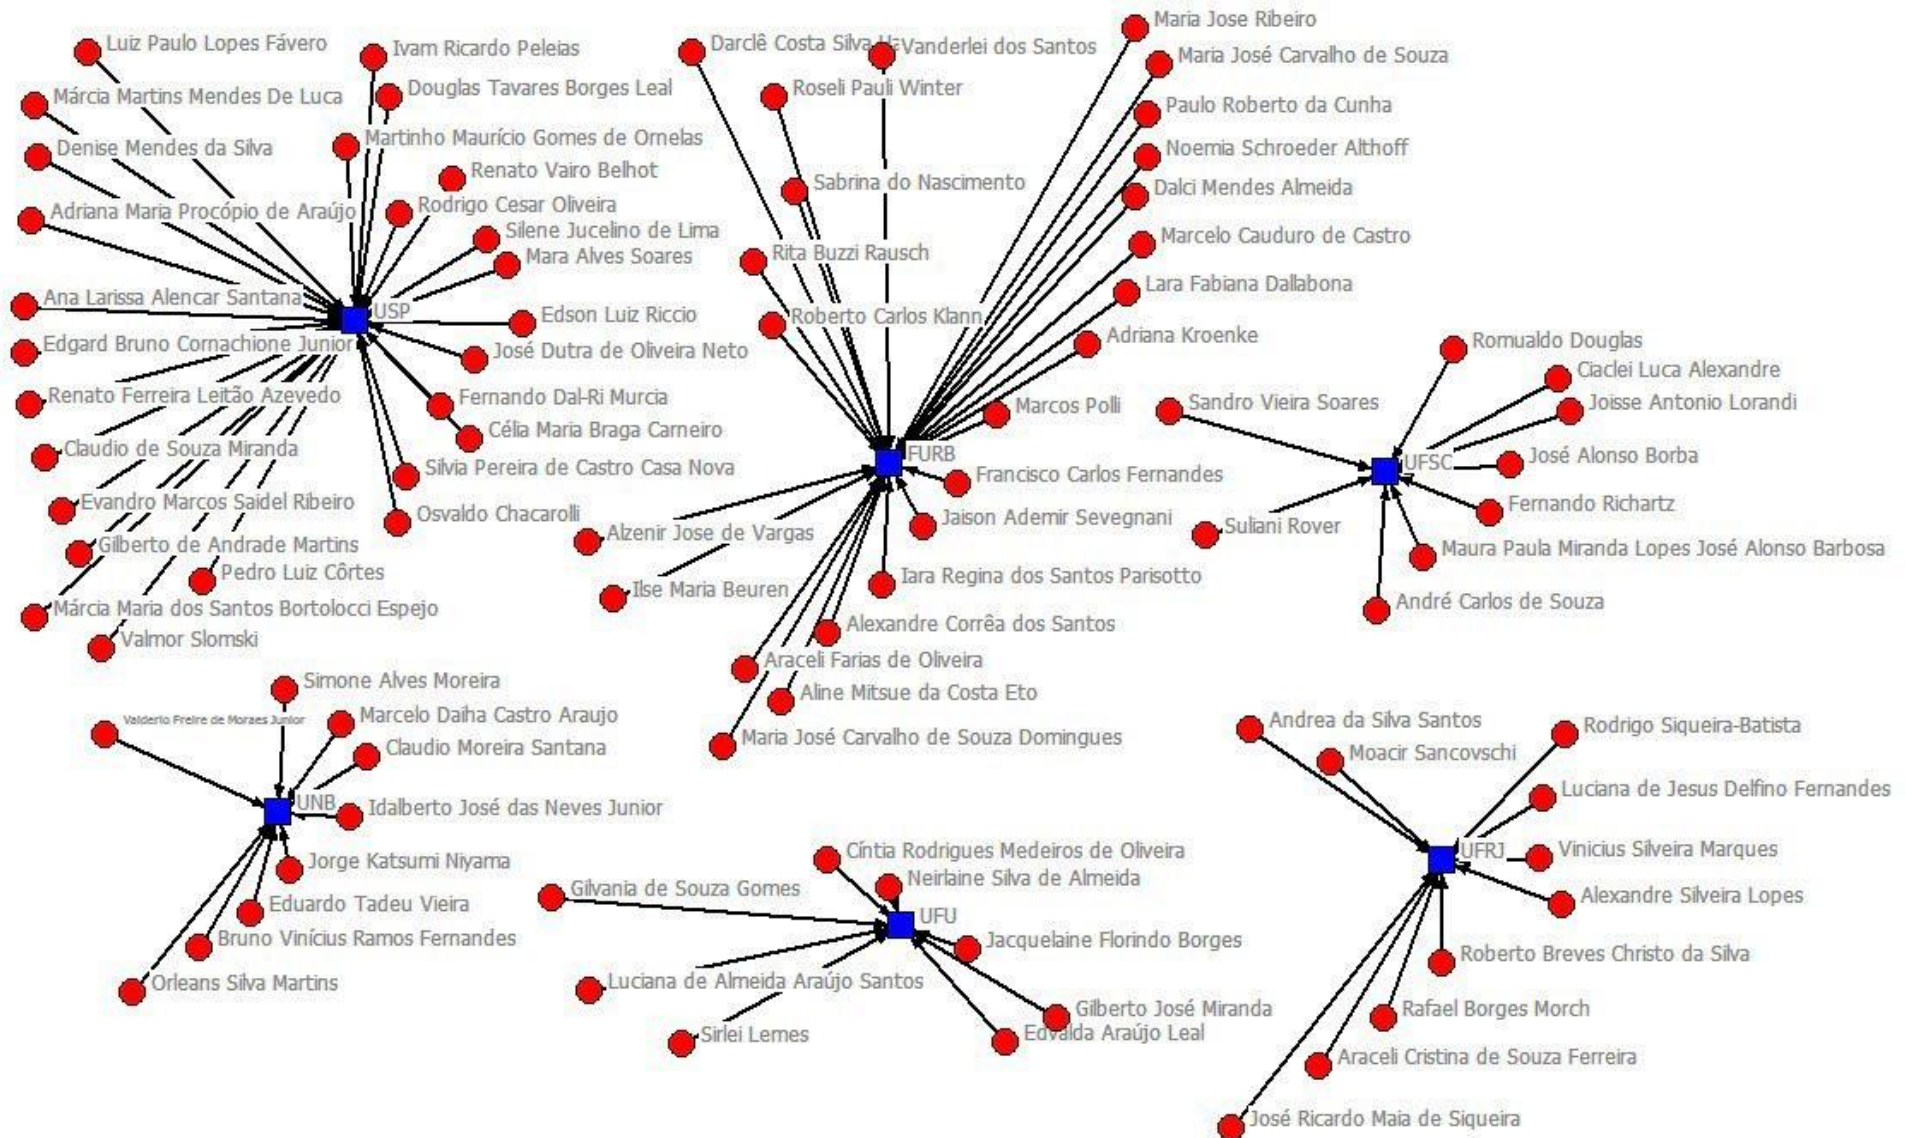 Luiz Paulo Lopes Fávero
Ivam Ricardo Peleias
Márcia Martins Mendes De Luca
Douglas Tavares Borges Leal
Denise Mendes da Silva
Martinho Maurício Gomes de Ornelas
Renato Vairo Belhot
Adriana Maria Procópio de Araújo
Rodrigo Cesar Oliveira
Silene Jucelino de Lima
Mara Alves Soares
Ana Larissa Alencar Santana
USP
Edson Luiz Riccio
Edgard Bruno Cornachione Junior
José Dutra de Oliveira Neto
Renato Ferreira Leitão Azevedo
Fernando Dal-Ri Murcia
Célia Maria Braga Carneiro
Claudio de Souza Miranda
Silvia Pereira de Castro Casa Nova
Evandro Marcos Saidel Ribeiro
Osvaldo Chacarolli
Gilberto de Andrade Martins
Pedro Luiz Côrtes
Márcia Maria dos Santos Bortolocci Espejo
Valmor Slomski
Darclê Costa Silva
Vanderlei dos Santos
Roseli Pauli Winter
Sabrina do Nascimento
Rita Buzzi Rausch
Roberto Carlos Klann
Maria Jose Ribeiro
Maria José Carvalho de Souza
Paulo Roberto da Cunha
Noemia Schroeder Althoff
Dalci Mendes Almeida
Marcelo Cauduro de Castro
Lara Fabiana Dallabona
Adriana Kroenke
Marcos Polli
FURB
Francisco Carlos Fernandes
Jaison Ademir Sevegnani
Alzenir Jose de Vargas
Iara Regina dos Santos Parisotto
Ilse Maria Beuren
Alexandre Corrêa dos Santos
Araceli Farias de Oliveira
Aline Mitsue da Costa Eto
Maria José Carvalho de Souza Domingues
Romualdo Douglas
Ciaclei Luca Alexandre
Sandro Vieira Soares
Joisse Antonio Lorandi
UFSC
José Alonso Borba
Fernando Richartz
Suliani Rover
Maura Paula Miranda Lopes José Alonso Barbosa
André Carlos de Souza
Simone Alves Moreira
Valderio Freire de Moraes Junior
Marcelo Daiha Castro Araujo
Claudio Moreira Santana
UNB
Idalberto José das Neves Junior
Jorge Katsumi Niyama
Eduardo Tadeu Vieira
Bruno Vinícius Ramos Fernandes
Orleans Silva Martins
Cíntia Rodrigues Medeiros de Oliveira
Neirlaine Silva de Almeida
Gilvania de Souza Gomes
UFU
Jacquelaine Florindo Borges
Luciana de Almeida Araújo Santos
Gilberto José Miranda
Edvalda Araújo Leal
Sirlei Lemes
Andrea da Silva Santos
Rodrigo Siqueira-Batista
Moacir Sancovschi
Luciana de Jesus Delfino Fernandes
UFRJ
Vinicius Silveira Marques
Alexandre Silveira Lopes
Roberto Breves Christo da Silva
Rafael Borges Morch
Araceli Cristina de Souza Ferreira
José Ricardo Maia de Siqueira